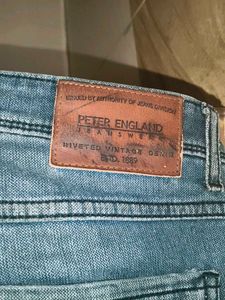 ISSUED BY AUTHORITY OF JEANS DIVISION
PETER ENGLAND
JEANSWEAR
RIVETED VINTAGE DENIM
ESTD. 1889